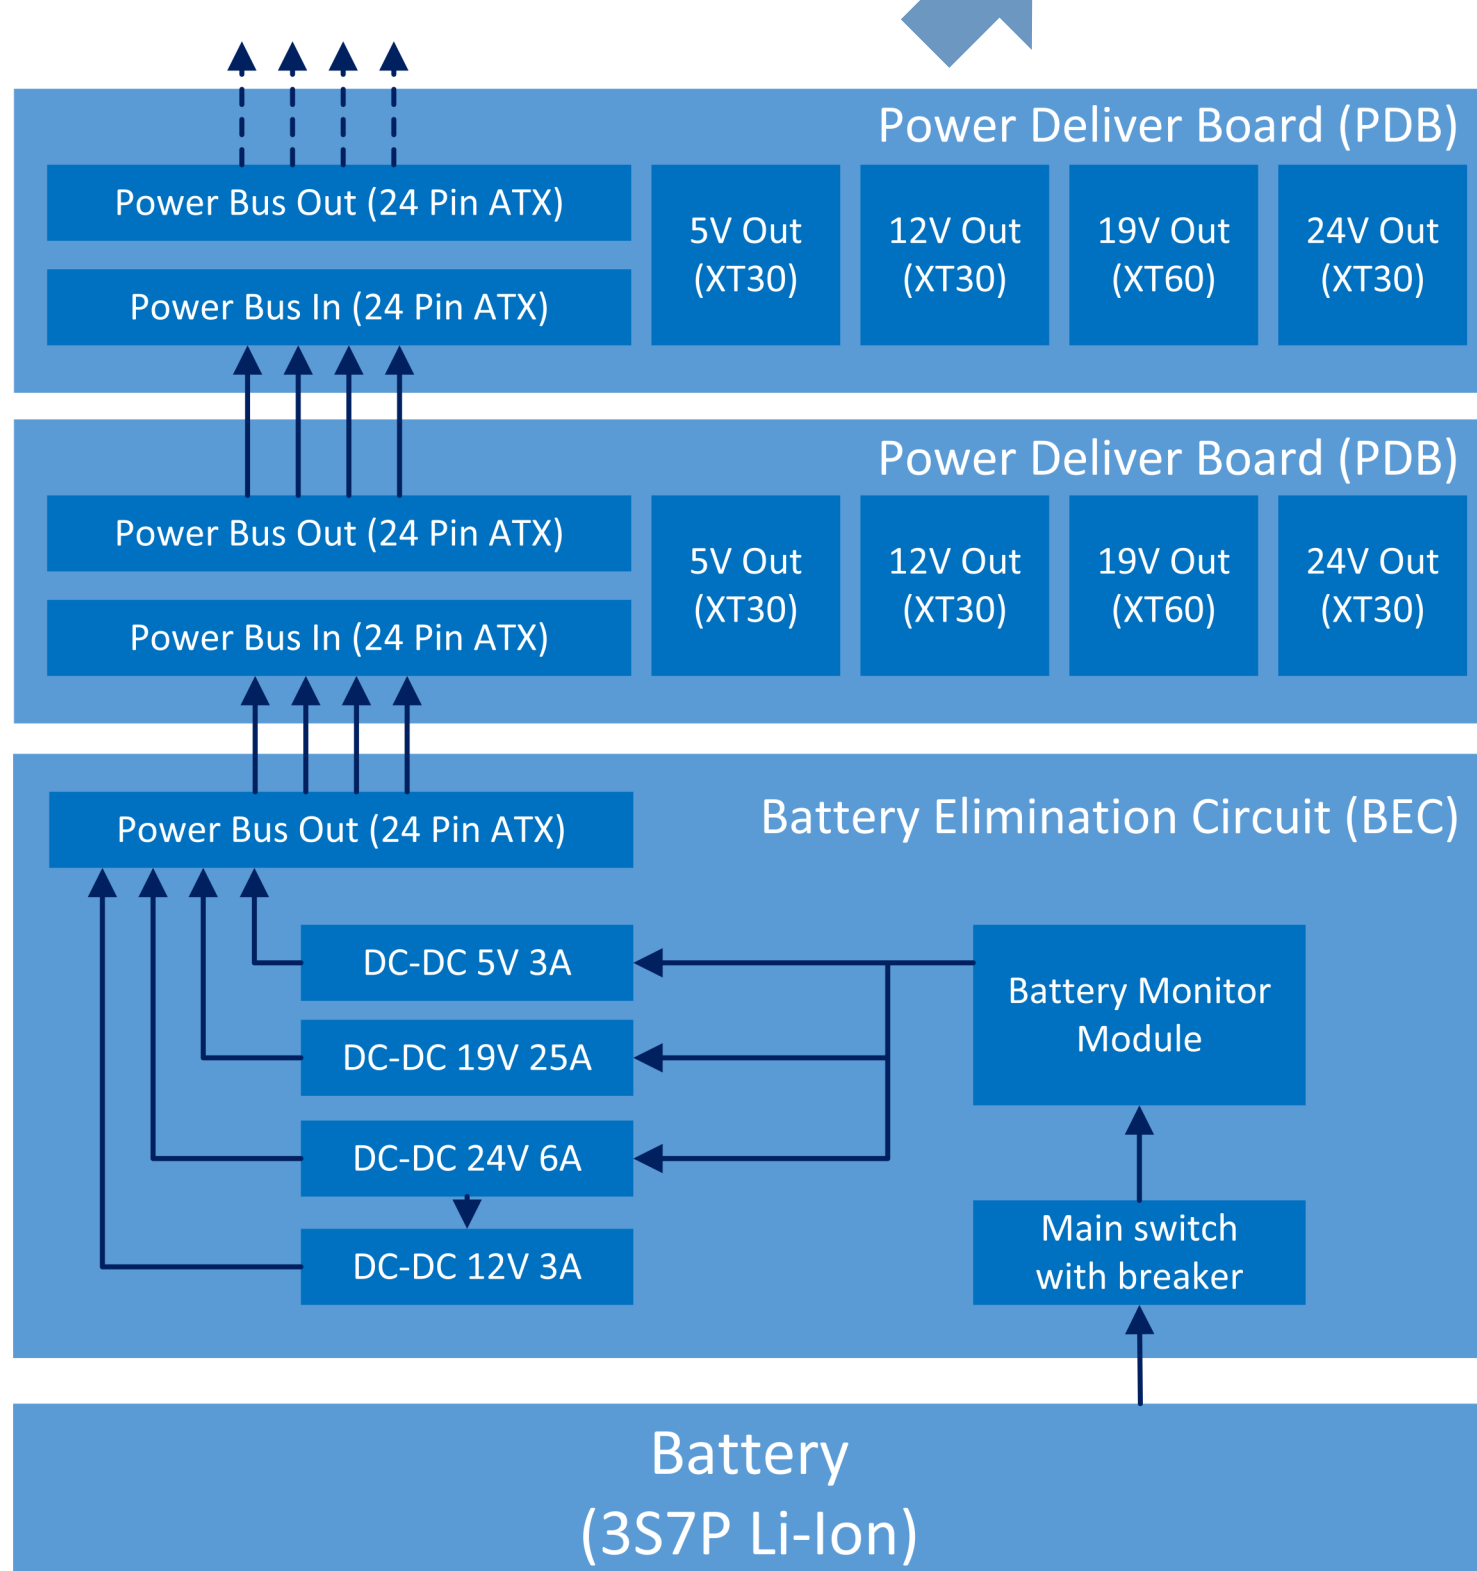 Power Deliver Board (PDB)
Power Bus Out (24 Pin ATX)
Power Bus In (24 Pin ATX)
5V Out
(XT30)
12V Out
(XT30)
19V Out
(XT60)
24V Out
(XT30)
Power Deliver Board (PDB)
Power Bus Out (24 Pin ATX)
Power Bus In (24 Pin ATX)
5V Out
(XT30)
12V Out
(XT30)
19V Out
(XT60)
24V Out
(XT30)
Battery Elimination Circuit (BEC)
Power Bus Out (24 Pin ATX)
DC-DC 5V 3A
DC-DC 19V 25A
DC-DC 24V 6A
DC-DC 12V 3A
Battery Monitor
Module
Main switch
with breaker
Battery
(3S7P Li-Ion)